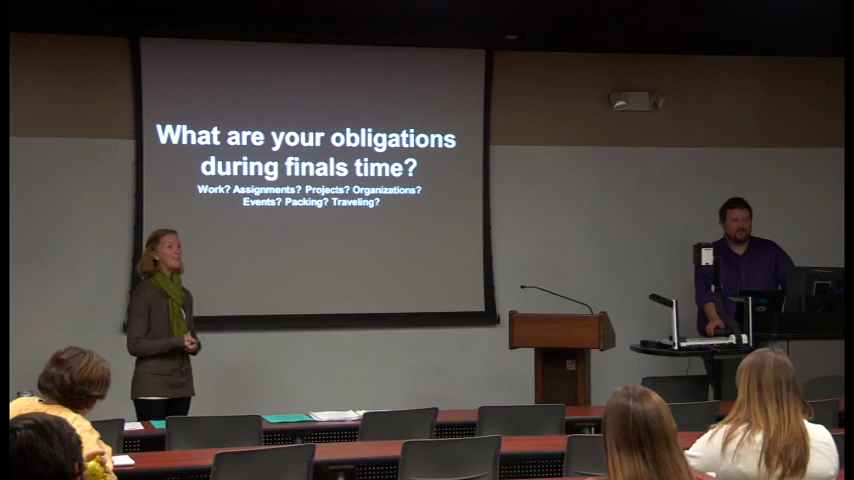 What are your obligations
during finals time?
Work? Assignments? Projects? Organizations?
Events? Packing? Traveling?